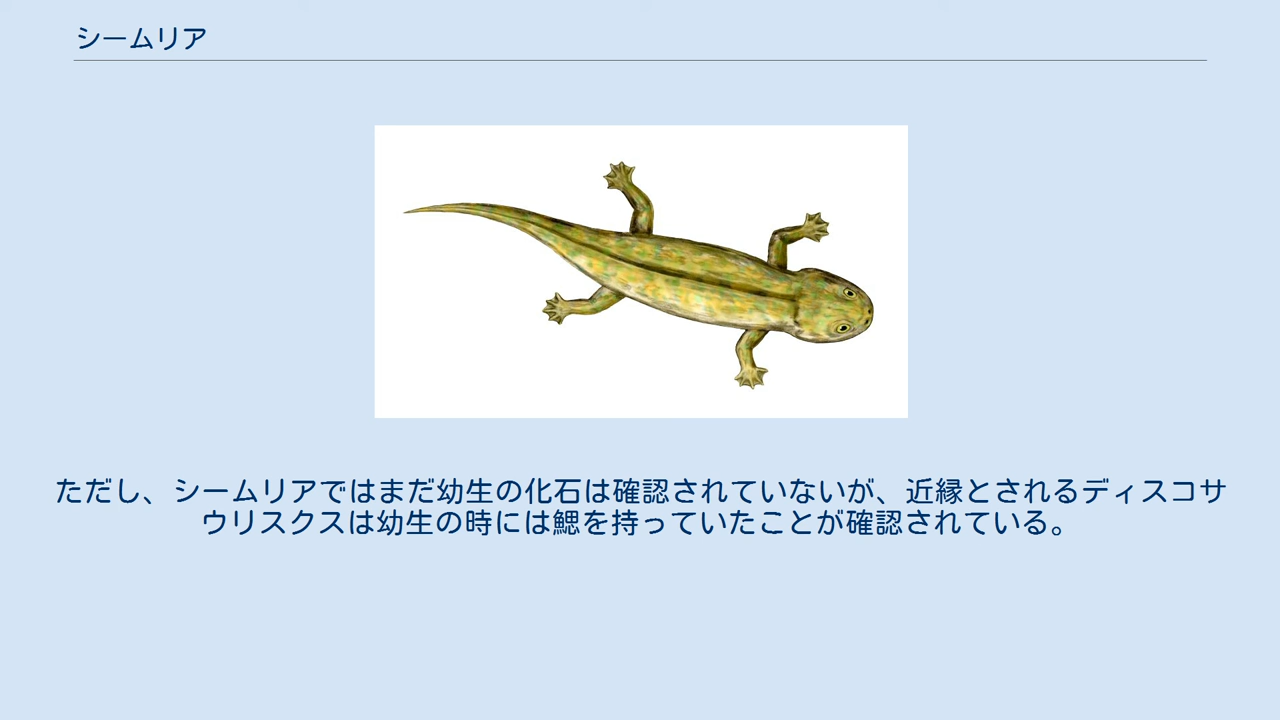 シームリア
ただし、シームリアではまだ幼生の化石は確認されていないが、近縁とされるディスコサ
ウリスクスは幼生の時には鰓を持っていたことが確認されている。